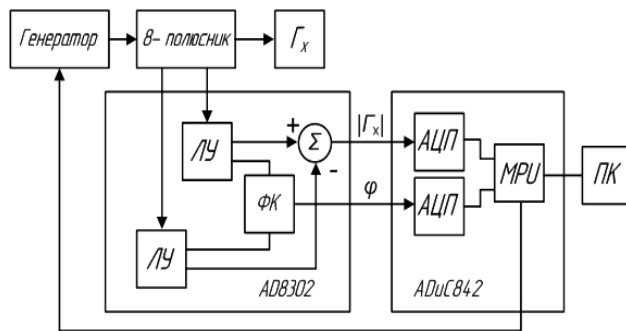 Генератор
8- полюсник
Гₓ
ЛУ
+
Σ
-
|Гₓ|
АЦП
MPU
ПК
ФК
φ
АЦП
ЛУ
AD8302
ADuC842